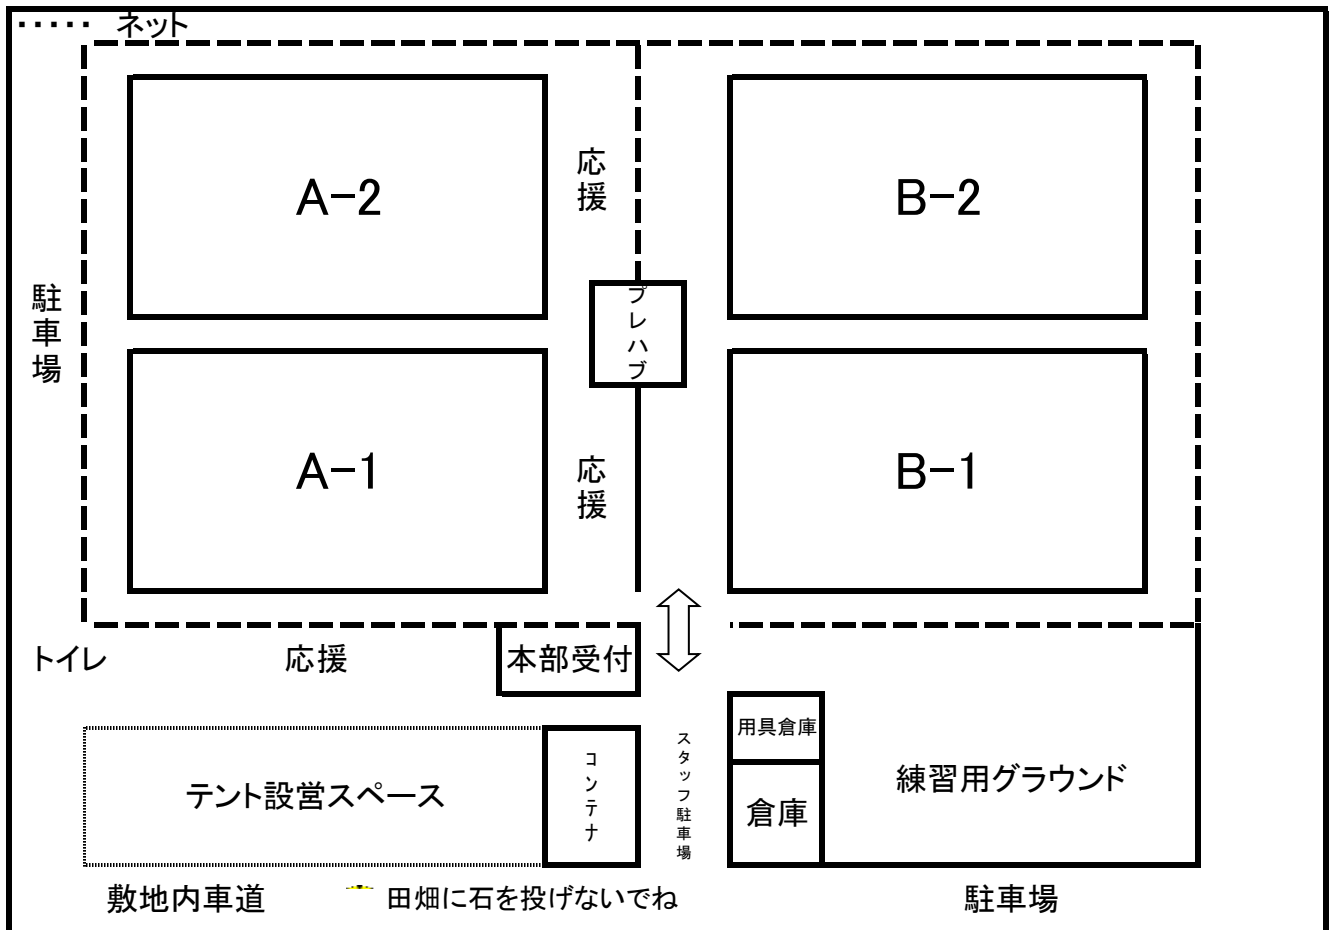 ····· ネット
A-2
応援
B-2
駐車場
プレハブ
A-1
応援
B-1
トイレ
応援
本部受付
用具倉庫
テント設営スペース
コンテナ
スタッフ駐車場
倉庫
練習用グラウンド
敷地内車道
田畑に石を投げないでね
駐車場